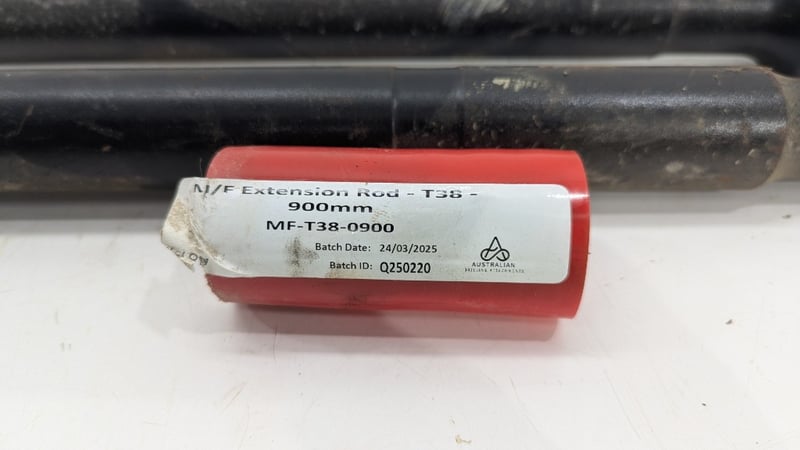 M/F Extension Rod - T38 -
900mm
MF-T38-0900
Batch Date: 24/03/2025
Batch ID: Q250220
AUSTRALIAN